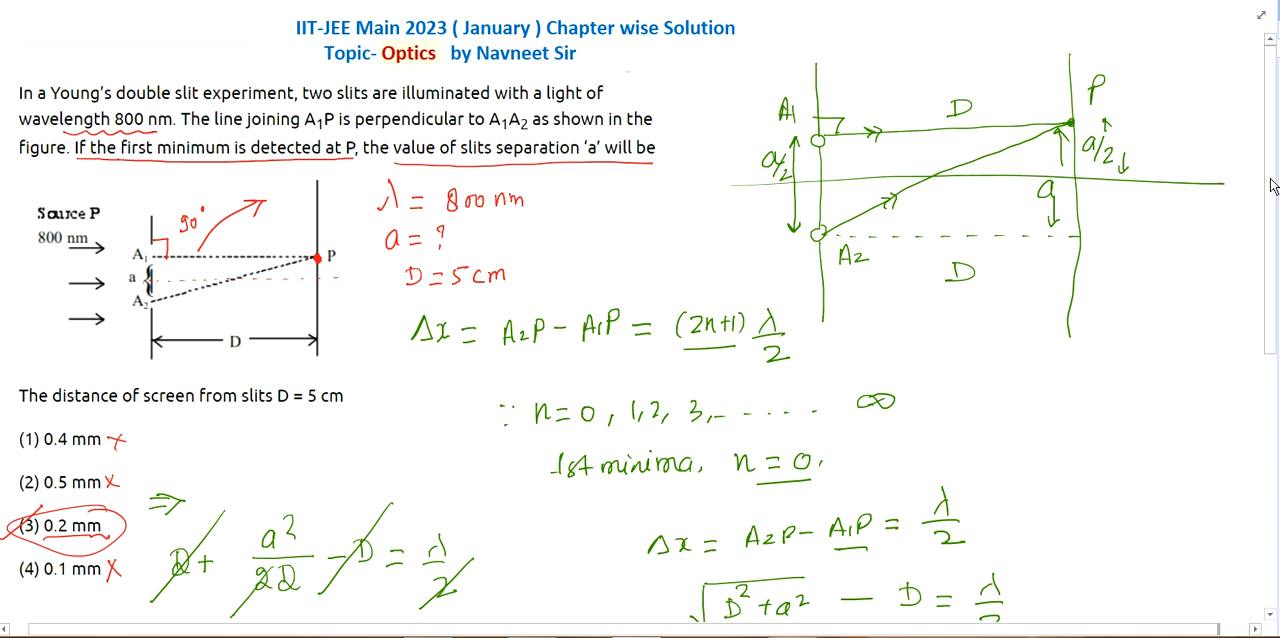 IIT-JEE Main 2023 ( January ) Chapter wise Solution
Topic- Optics by Navneet Sir
In a Young's double slit experiment, two slits are illuminated with a light of
wavelength 800 nm. The line joining A₁P is perpendicular to A₁A₂ as shown in the
figure. If the first minimum is detected at P, the value of slits separation 'a' will be
Source P
800 nm
90°
A₁
P
a
A₂
D
λ = 800 nm
a = ?
D = 5 cm
A₁
D
P
a/2
a/2
a
A₂
D
Δx = A₂P - A₁P = (2n+1) λ/2
∵ n = 0, 1, 2, 3, - - - - - ∞
1st minima, n = 0.
Δx = A₂P - A₁P = λ/2
√D² + a² - D = λ/2
The distance of screen from slits D = 5 cm
(1) 0.4 mm ×
(2) 0.5 mm ×
(3) 0.2 mm
(4) 0.1 mm ×
⇒ D + a²/2D - D = λ/2